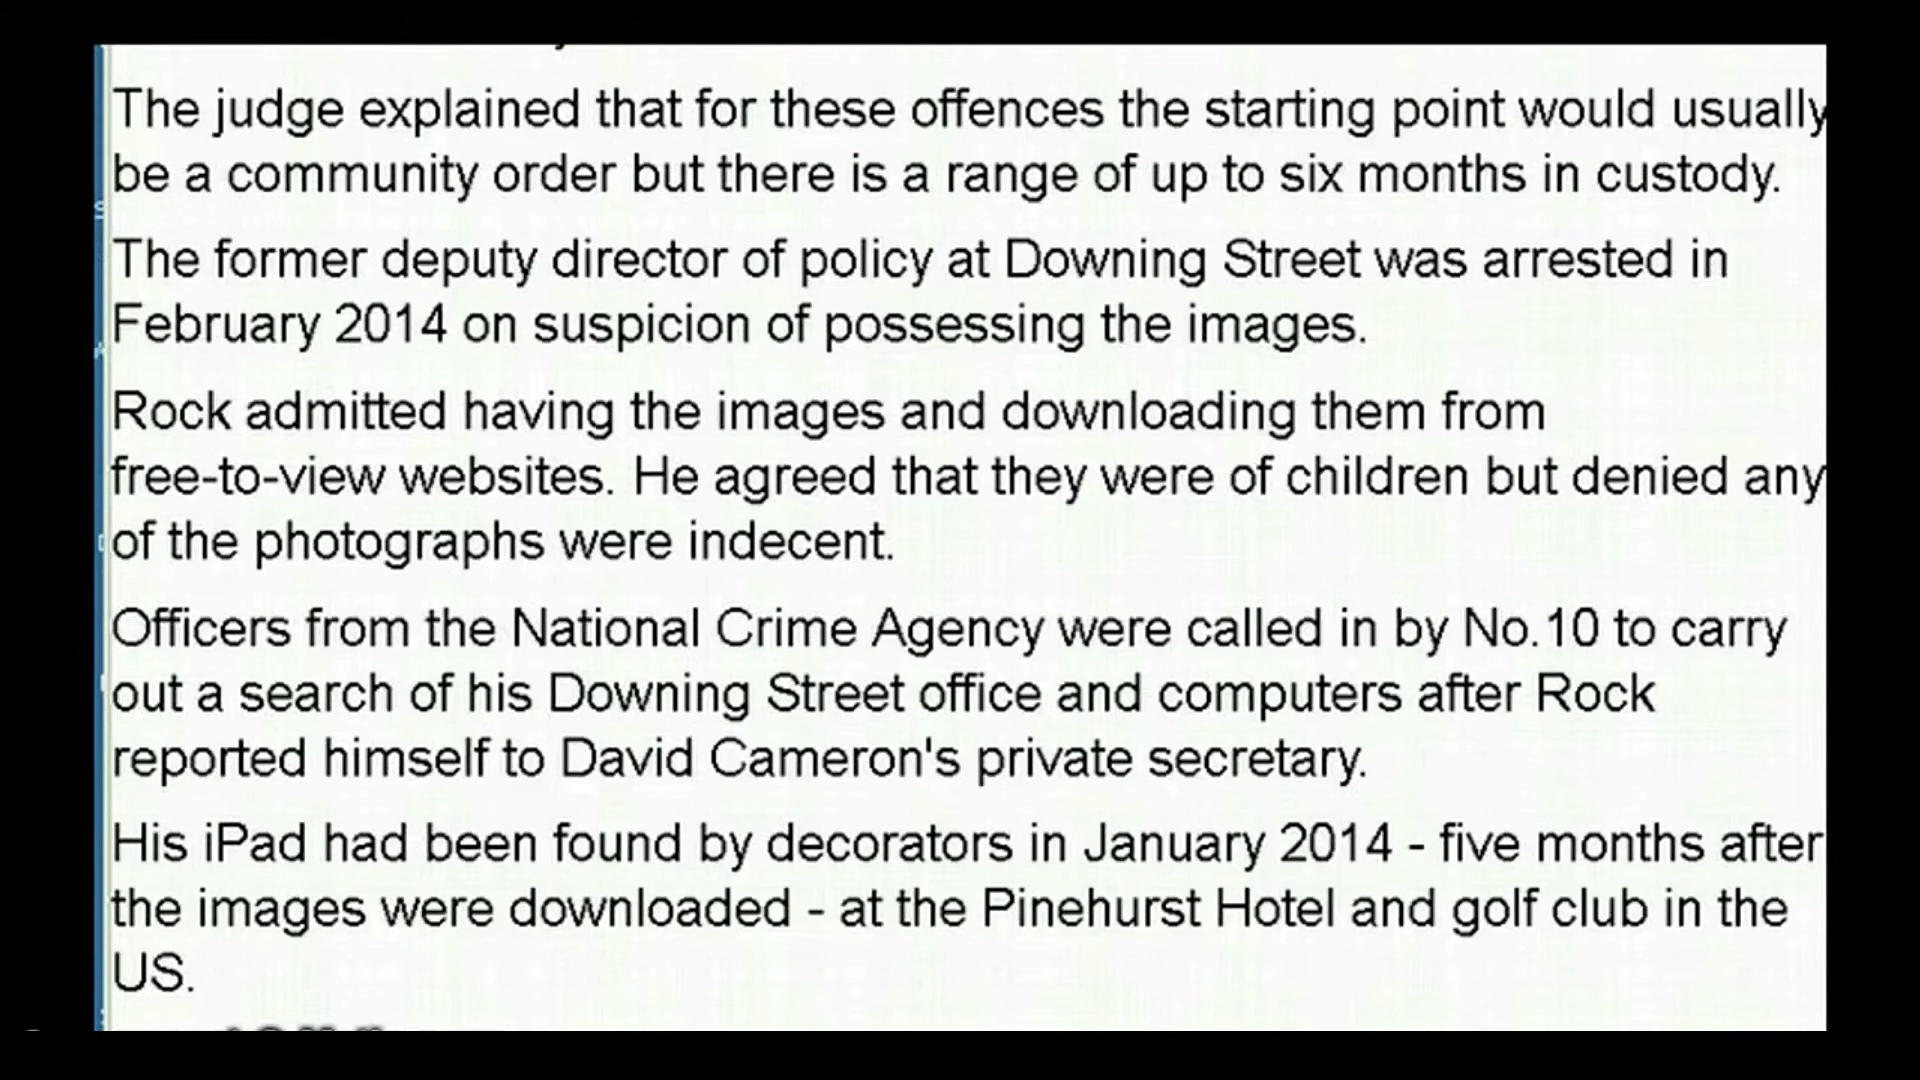 The judge explained that for these offences the starting point would usually
be a community order but there is a range of up to six months in custody.
The former deputy director of policy at Downing Street was arrested in
February 2014 on suspicion of possessing the images.
Rock admitted having the images and downloading them from
free-to-view websites. He agreed that they were of children but denied any
of the photographs were indecent.
Officers from the National Crime Agency were called in by No.10 to carry
out a search of his Downing Street office and computers after Rock
reported himself to David Cameron's private secretary.
His iPad had been found by decorators in January 2014 - five months after
the images were downloaded - at the Pinehurst Hotel and golf club in the
US.